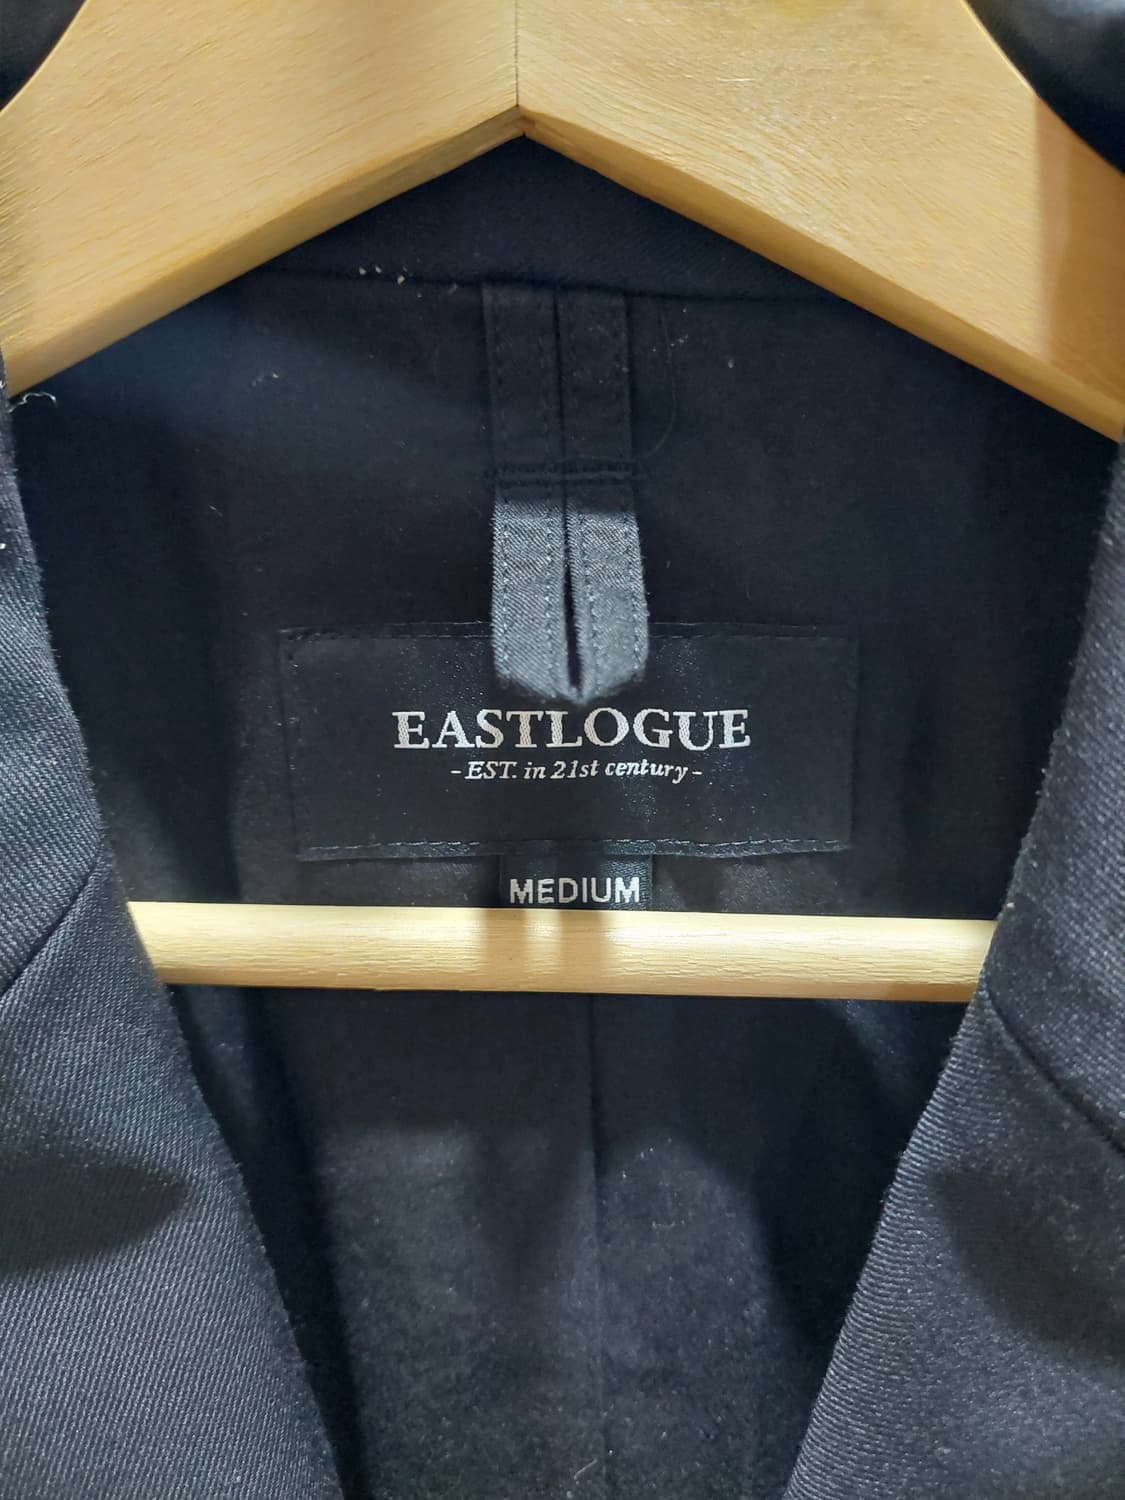 EASTLOGUE
-EST. in 21st century-
MEDIUM